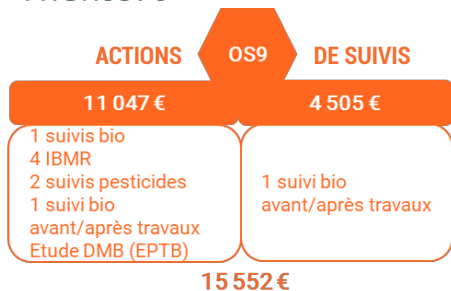 ACTIONS OS9 DE SUIVIS
11 047 € 4 505 €
1 suivis bio
4 IBMR
2 suivis pesticides
1 suivi bio
avant/après travaux
Etude DMB (EPTB)
1 suivi bio
avant/après travaux
15 552 €